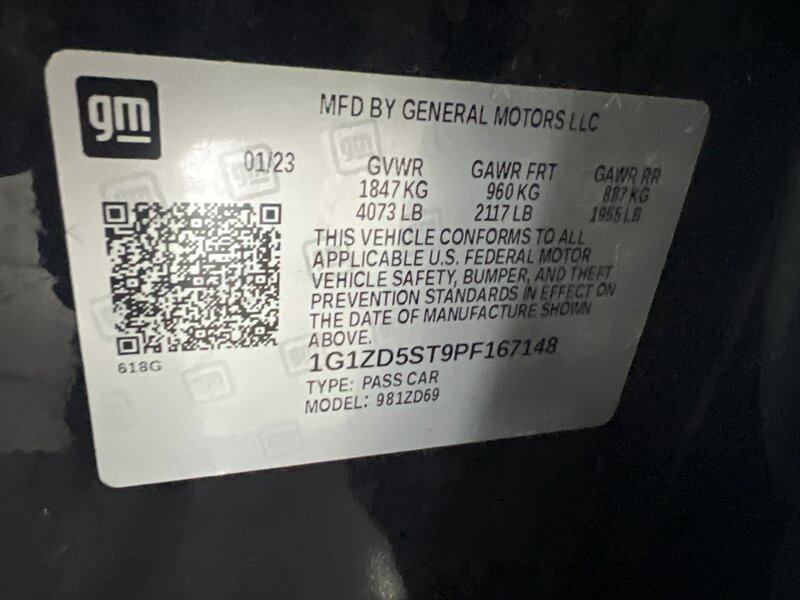 gm
MFD BY GENERAL MOTORS LLC
01/23 GVWR GAWR FRT GAWR RR
1847 KG 960 KG 887 KG
4073 LB 2117 LB 1955 LB
THIS VEHICLE CONFORMS TO ALL
APPLICABLE U.S. FEDERAL MOTOR
VEHICLE SAFETY, BUMPER, AND THEFT
PREVENTION STANDARDS IN EFFECT ON
THE DATE OF MANUFACTURE SHOWN
ABOVE.
618G
1G1ZD5ST9PF167148
TYPE: PASS CAR
MODEL: 981ZD69